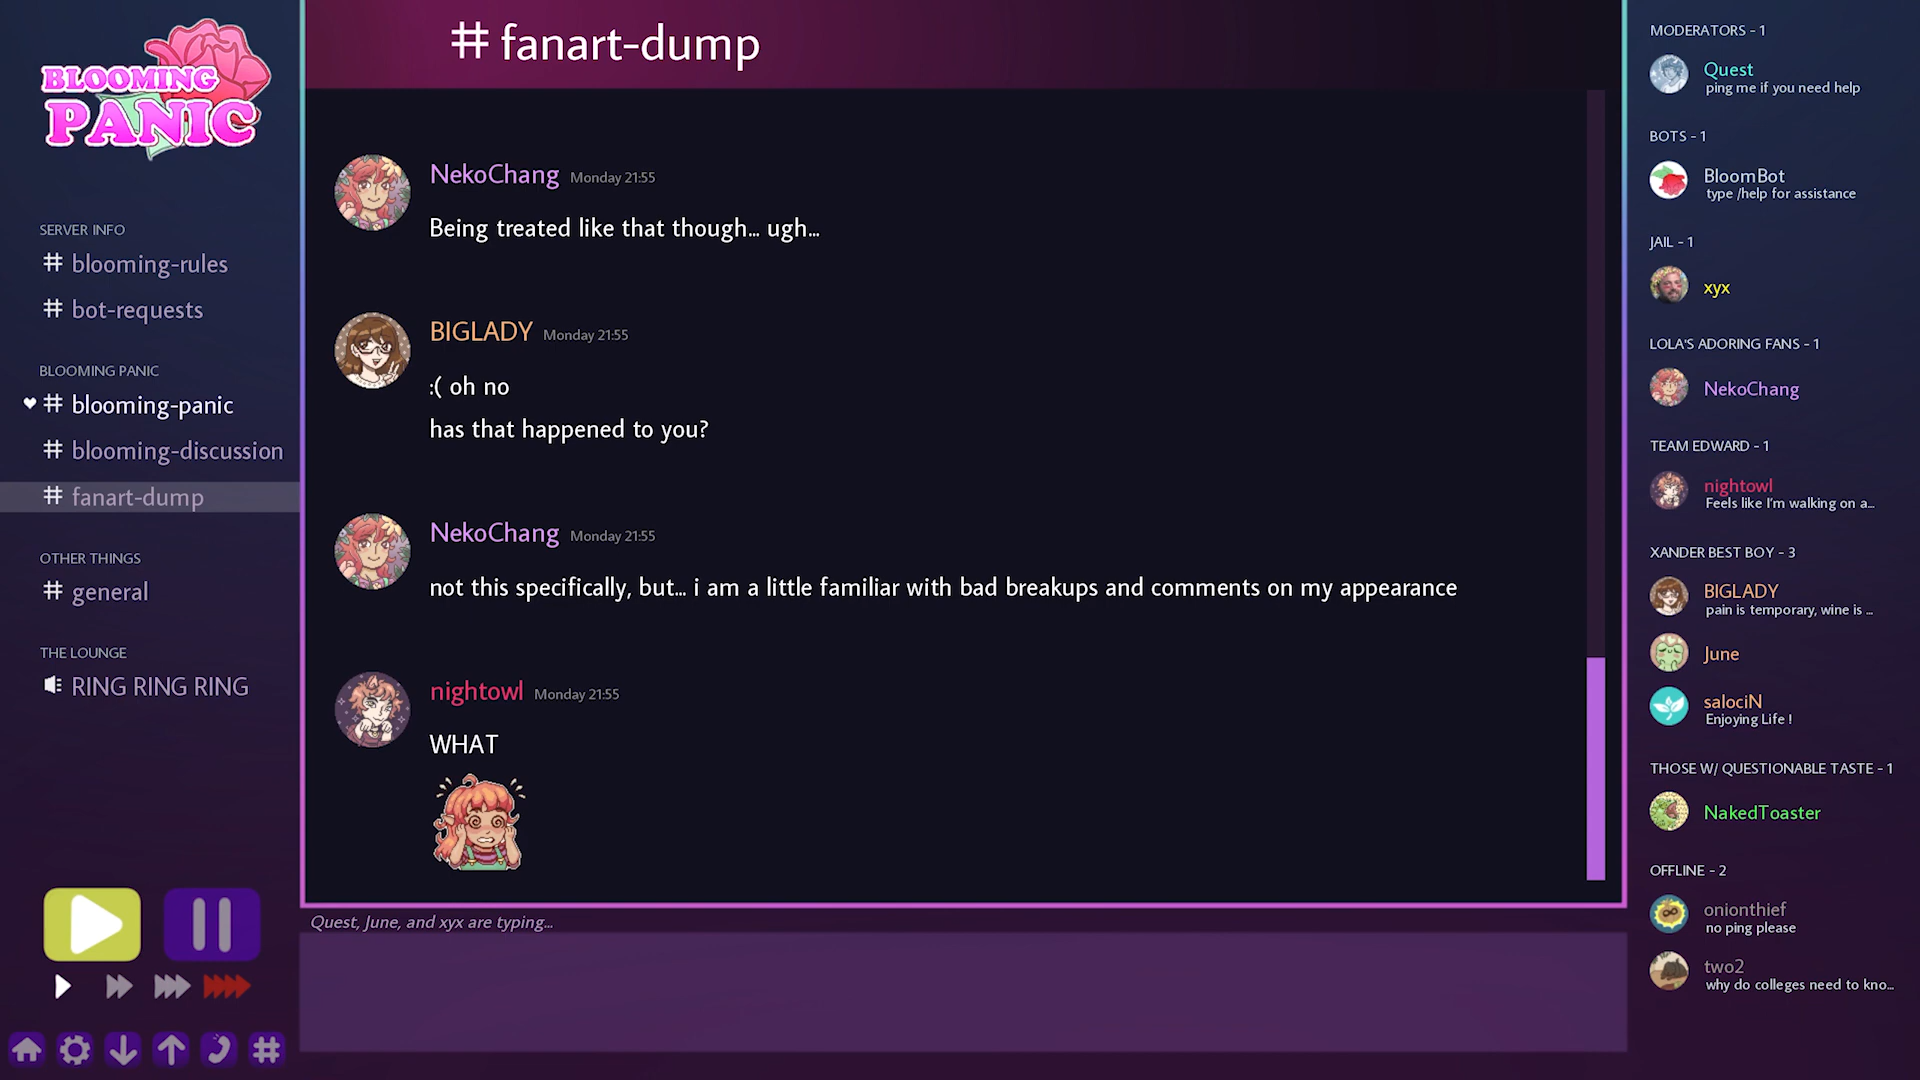 BLOOMING
PANIC
SERVER INFO
# blooming-rules
# bot-requests
BLOOMING PANIC
# blooming-panic
# blooming-discussion
# fanart-dump
OTHER THINGS
# general
THE LOUNGE
RING RING RING
# fanart-dump
NekoChang Monday 21:55
Being treated like that though... ugh...
BIGLADY Monday 21:55
:( oh no
has that happened to you?
NekoChang Monday 21:55
not this specifically, but... i am a little familiar with bad breakups and comments on my appearance
nightowl Monday 21:55
WHAT
Quest, June, and xyx are typing...
MODERATORS - 1
Quest
ping me if you need help
BOTS - 1
BloomBot
type /help for assistance
JAIL - 1
xyx
LOLA'S ADORING FANS - 1
NekoChang
TEAM EDWARD - 1
nightowl
Feels like I'm walking on a...
XANDER BEST BOY - 3
BIGLADY
pain is temporary, wine is ...
June
salociN
Enjoying Life !
THOSE W/ QUESTIONABLE TASTE - 1
NakedToaster
OFFLINE - 2
onionthief
no ping please
two2
why do colleges need to kno...